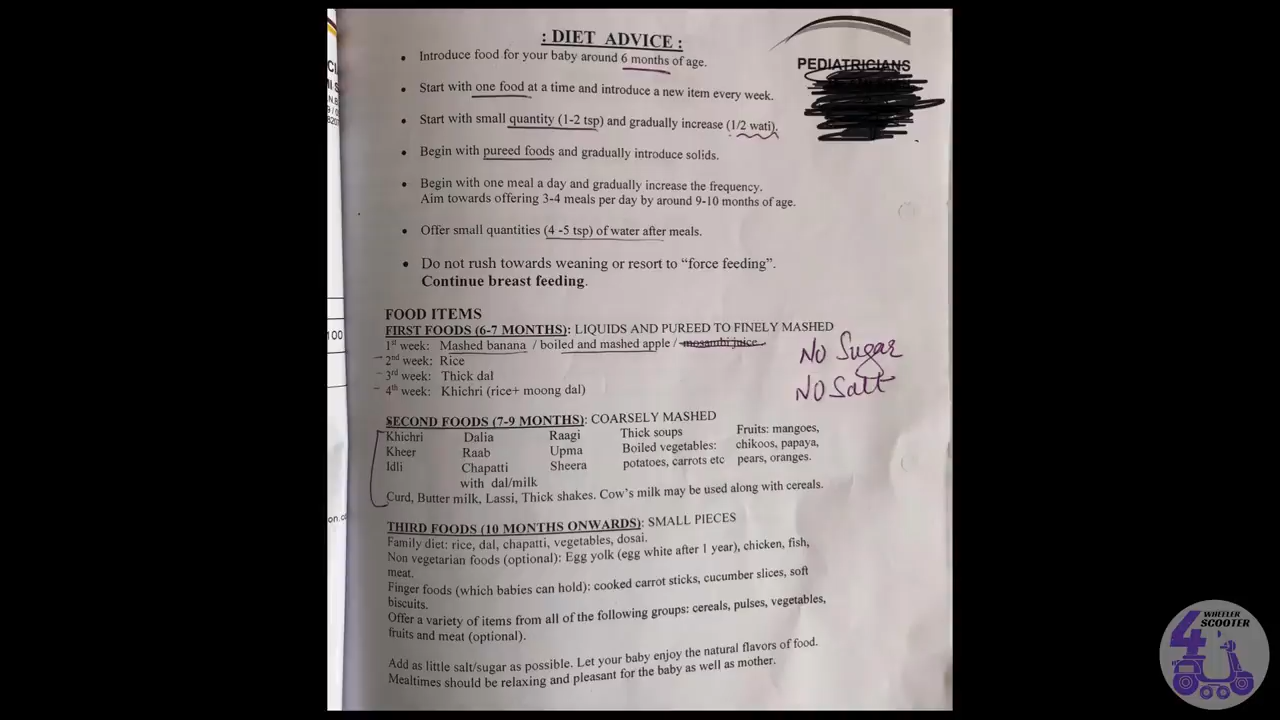 : DIET ADVICE :
PEDIATRICIANS
• Introduce food for your baby around 6 months of age.
• Start with one food at a time and introduce a new item every week.
• Start with small quantity (1-2 tsp) and gradually increase (1/2 wati).
• Begin with pureed foods and gradually introduce solids.
• Begin with one meal a day and gradually increase the frequency.
Aim towards offering 3-4 meals per day by around 9-10 months of age.
• Offer small quantities (4 -5 tsp) of water after meals.
• Do not rush towards weaning or resort to “force feeding”.
Continue breast feeding.
FOOD ITEMS
FIRST FOODS (6-7 MONTHS): LIQUIDS AND PUREED TO FINELY MASHED
1st week: Mashed banana / boiled and mashed apple / mosambi juice
2nd week: Rice
3rd week: Thick dal
4th week: Khichri (rice+ moong dal)
NO Sugar
NO Salt
SECOND FOODS (7-9 MONTHS): COARSELY MASHED
Khichri Dalia Raagi Thick soups Fruits: mangoes,
Kheer Raab Upma Boiled vegetables: chikoos, papaya,
Idli Chapatti Sheera potatoes, carrots etc pears, oranges.
with dal/milk
Curd, Butter milk, Lassi, Thick shakes. Cow's milk may be used along with cereals.
THIRD FOODS (10 MONTHS ONWARDS): SMALL PIECES
Family diet: rice, dal, chapatti, vegetables, dosai.
Non vegetarian foods (optional): Egg yolk (egg white after 1 year), chicken, fish,
meat.
Finger foods (which babies can hold): cooked carrot sticks, cucumber slices, soft
biscuits.
Offer a variety of items from all of the following groups: cereals, pulses, vegetables,
fruits and meat (optional).
Add as little salt/sugar as possible. Let your baby enjoy the natural flavors of food.
Mealtimes should be relaxing and pleasant for the baby as well as mother.
100
4 WHEELER
SCOOTER